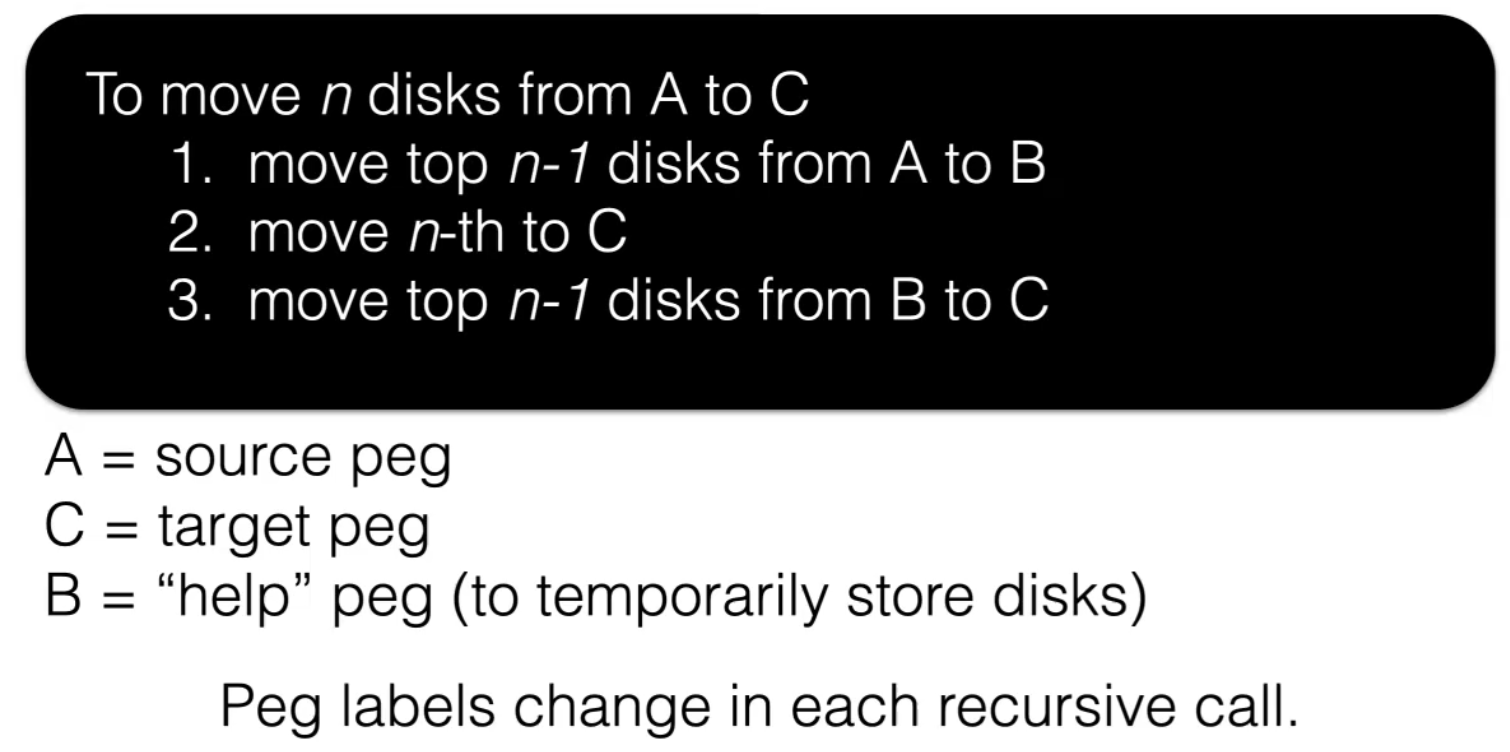 To move n disks from A to C
1. move top n-1 disks from A to B
2. move n-th to C
3. move top n-1 disks from B to C
A = source peg
C = target peg
B = “help” peg (to temporarily store disks)
Peg labels change in each recursive call.